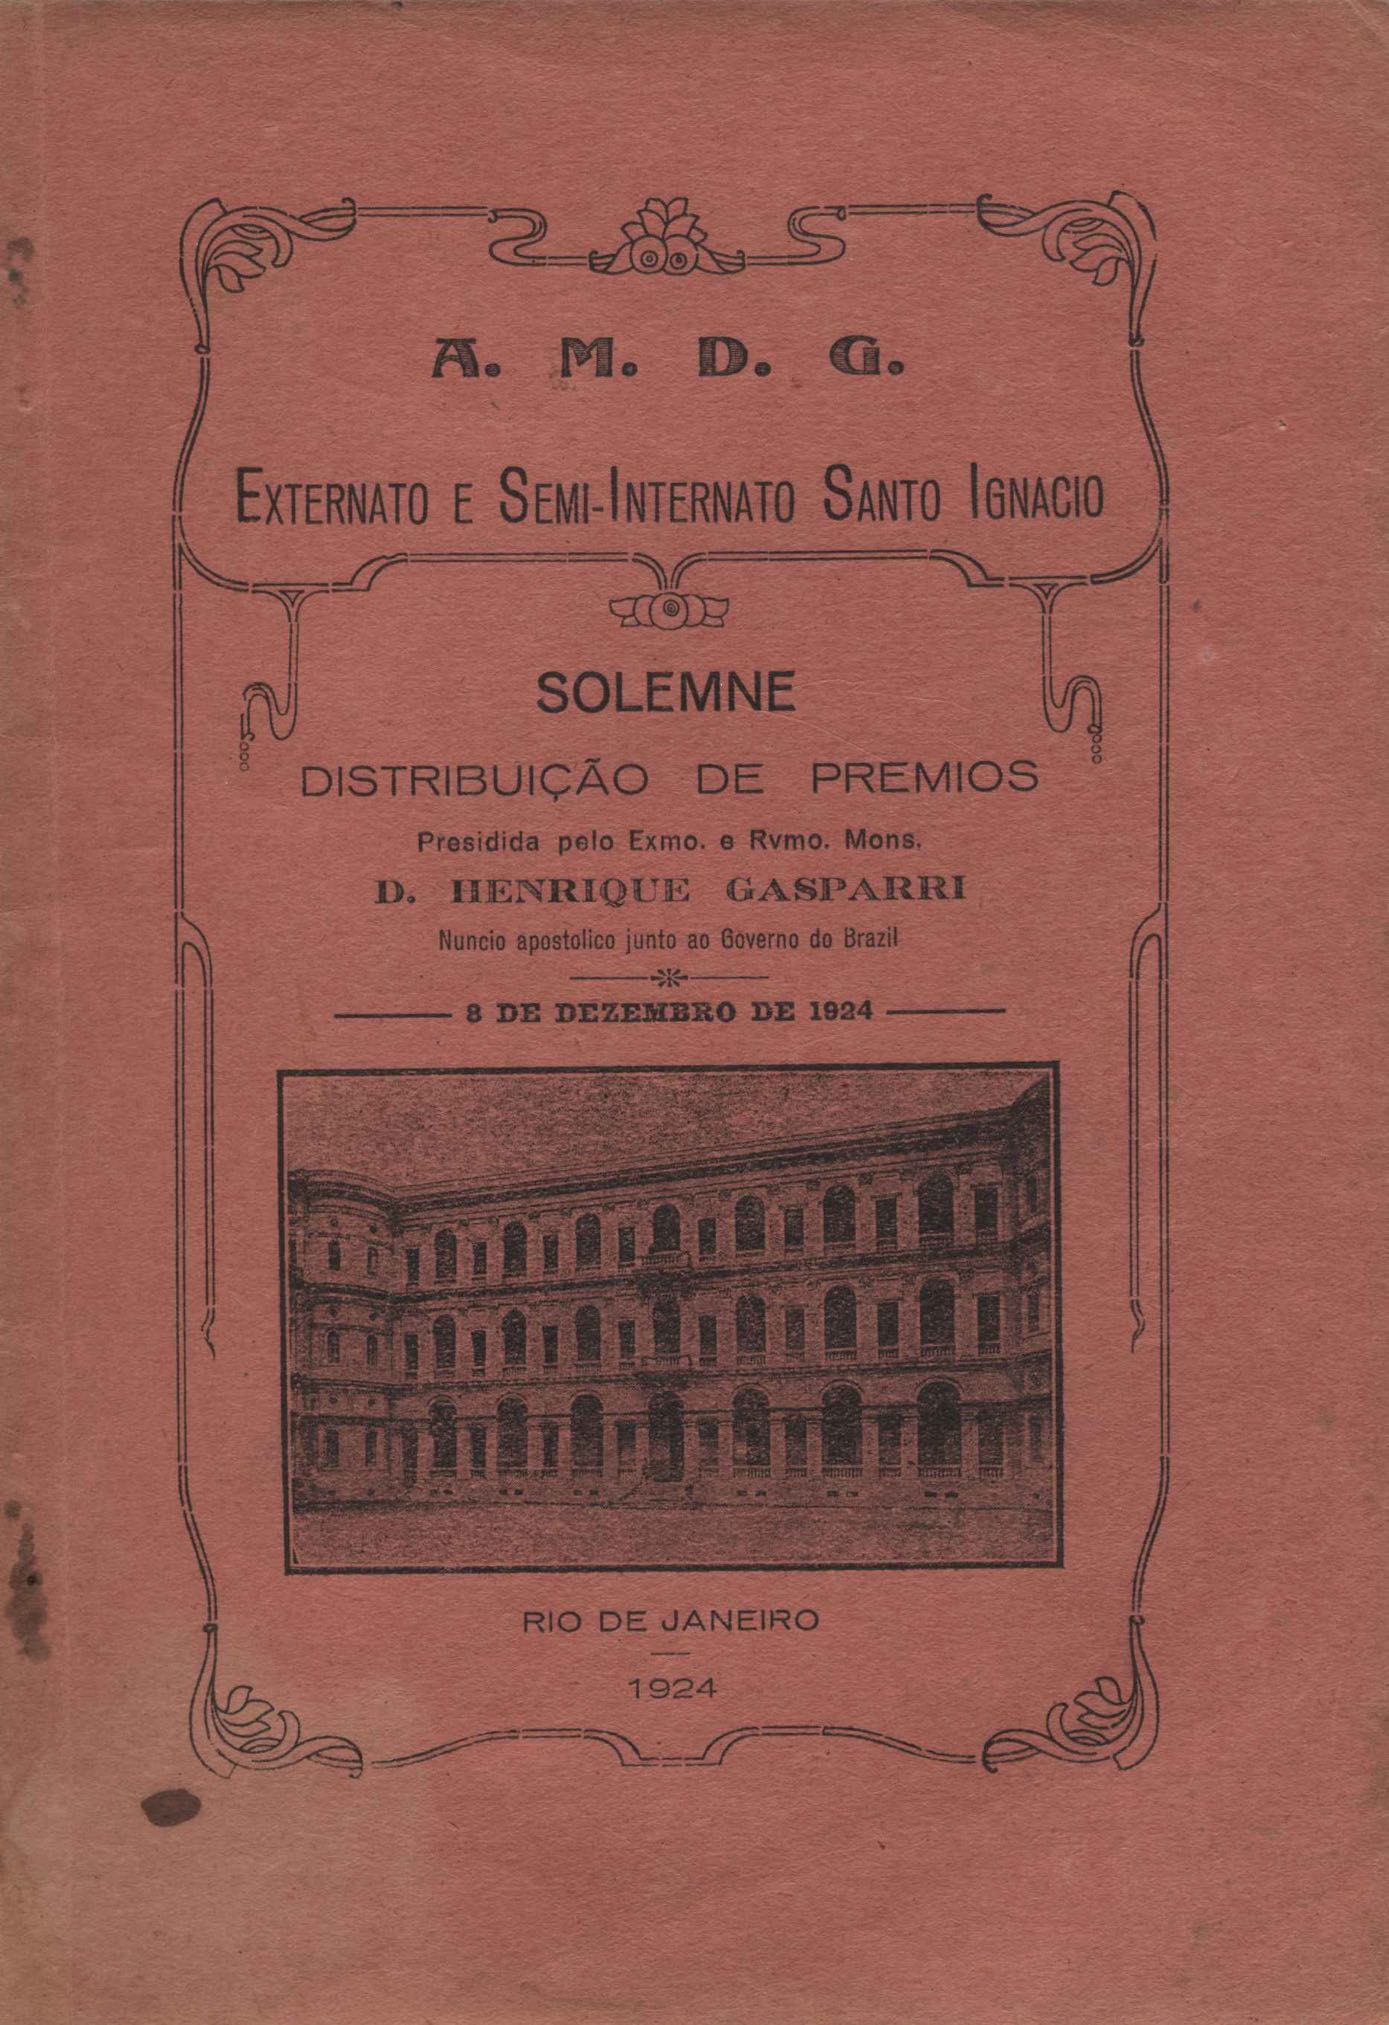 A. M. D. G.
EXTERNATO E SEMI-INTERNATO SANTO IGNACIO
SOLEMNE
DISTRIBUIÇÃO DE PREMIOS
Presidida pelo Exmo. e Rvmo. Mons.
D. HENRIQUE GASPARRI
Nuncio apostolico junto ao Governo do Brazil
8 DE DEZEMBRO DE 1924
RIO DE JANEIRO
1924